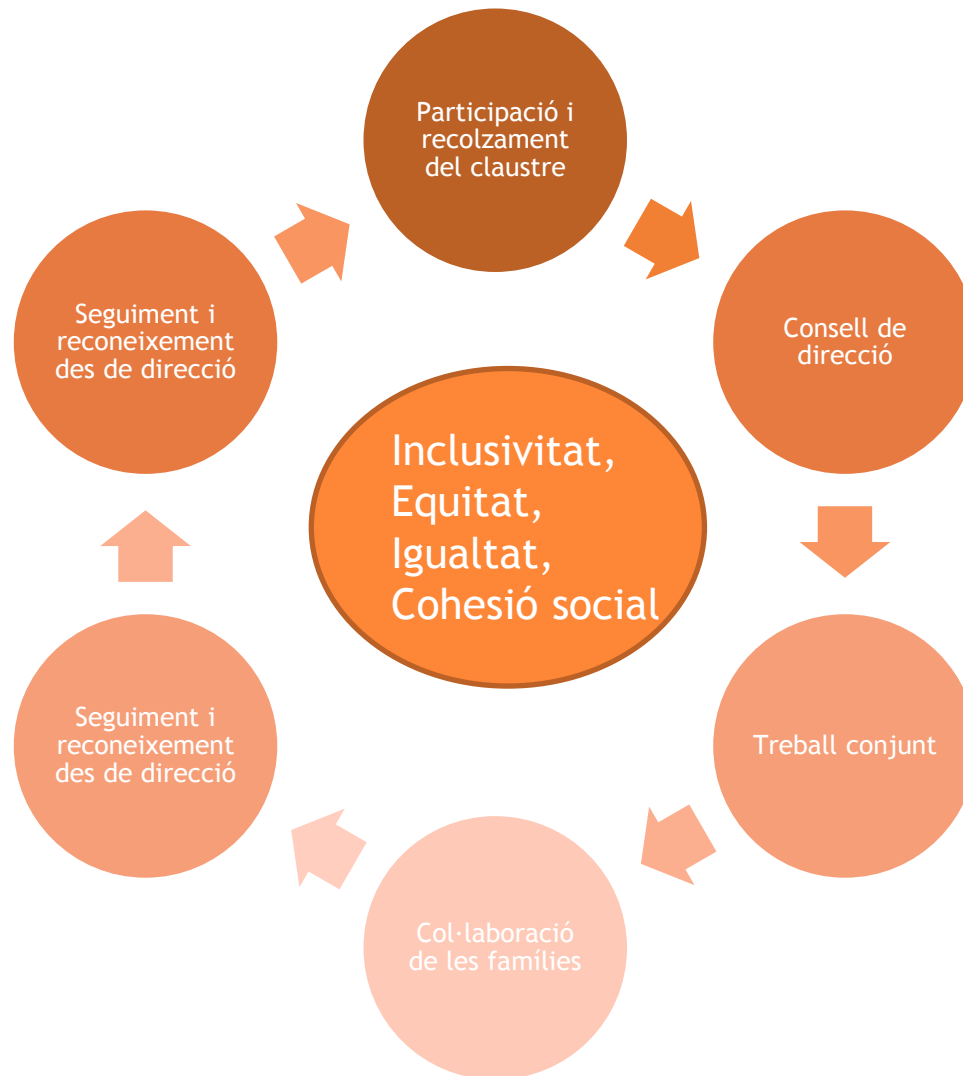 Participació i
recolzament
del claustre
Consell de
direcció
Treball conjunt
Col·laboració
de les famílies
Seguiment i
reconeixement
des de direcció
Seguiment i
reconeixement
des de direcció
Inclusivitat,
Equitat,
Igualtat,
Cohesió social